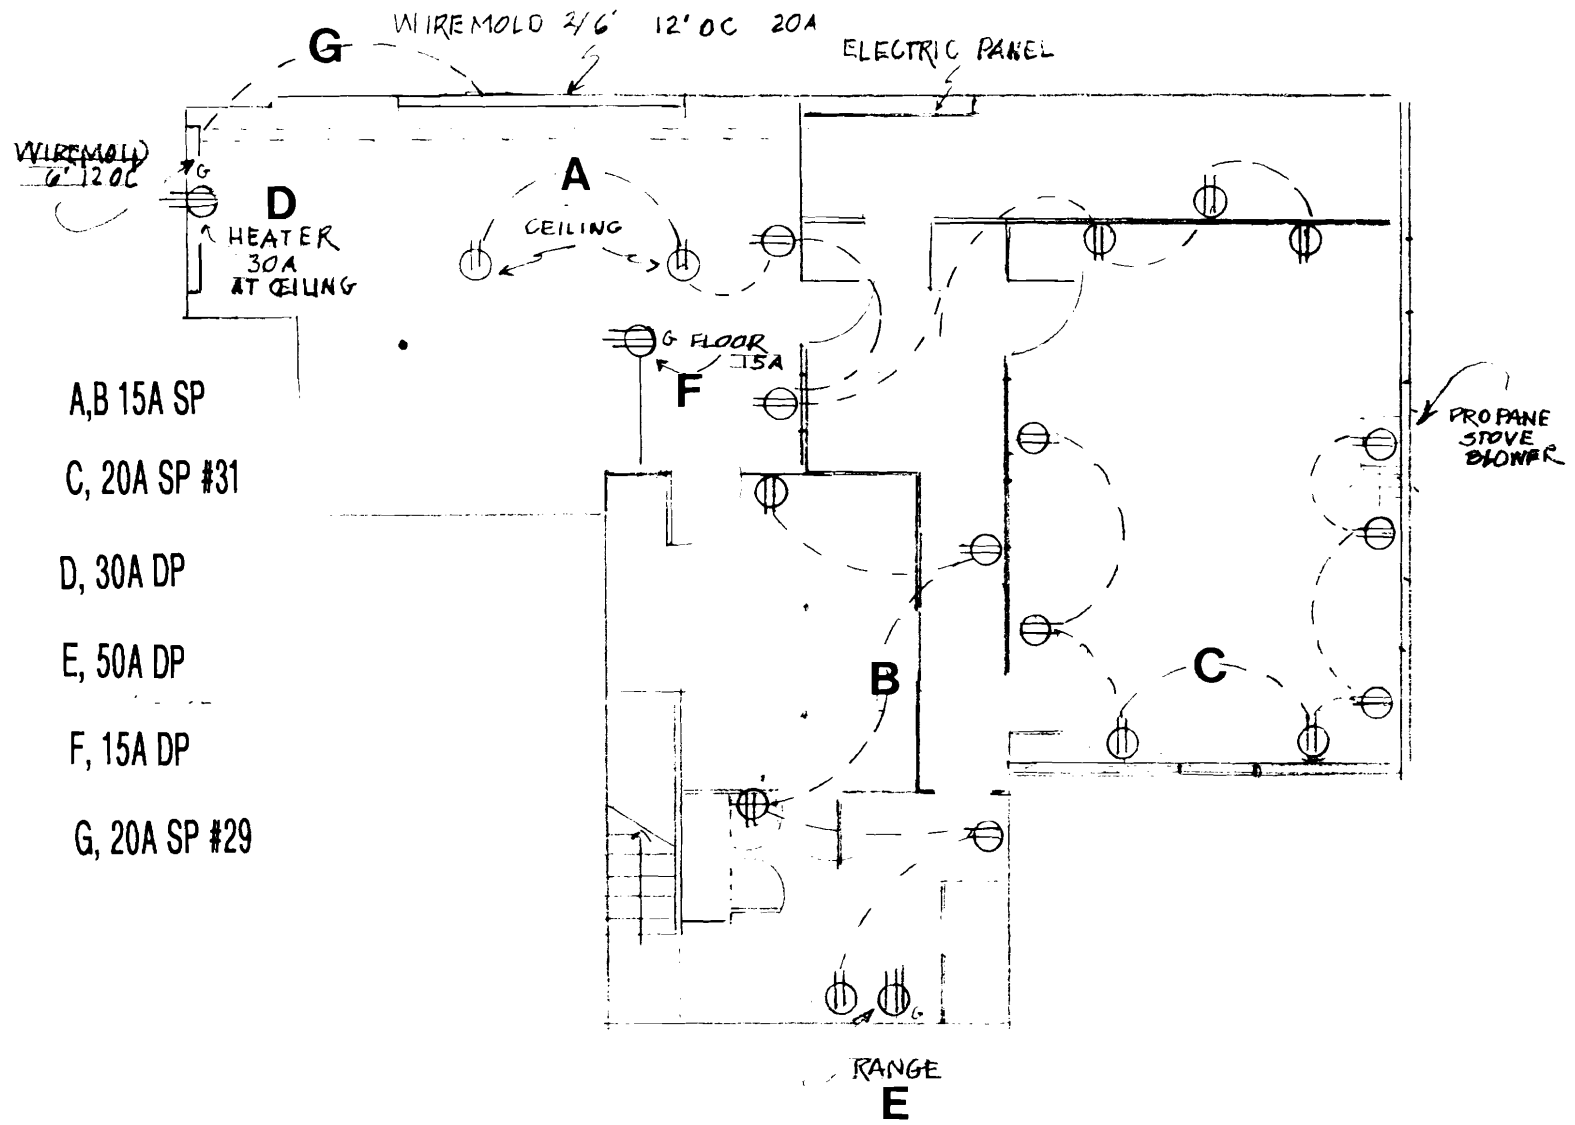 G
WIREMOLD 2/6' 12' OC 20A
ELECTRIC PANEL
WIREMOLD
6' 12 OC
G
D
HEATER
30A
AT CEILING
A
CEILING
G FLOOR
15A
F
PROPANE
STOVE
BLOWER
A,B 15A SP
C, 20A SP #31
D, 30A DP
E, 50A DP
F, 15A DP
G, 20A SP #29
B
C
G
RANGE
E